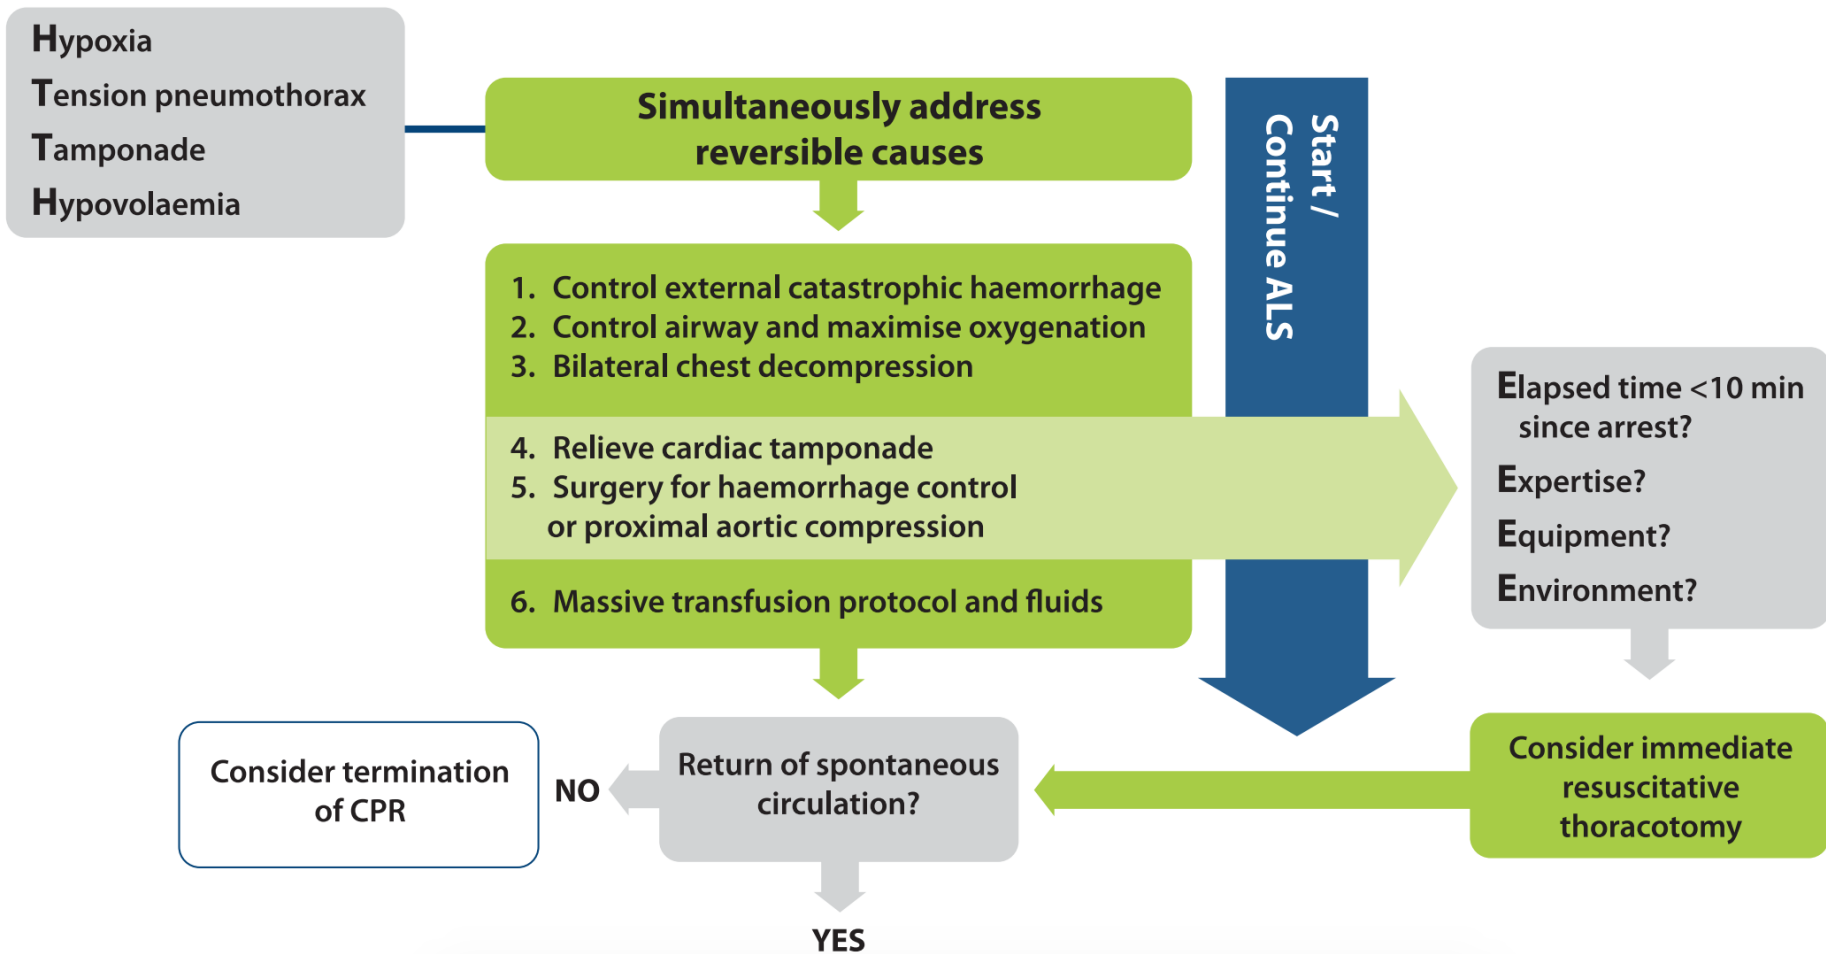 Hypoxia
Tension pneumothorax
Tamponade
Hypovolaemia
Simultaneously address
reversible causes
Start /
Continue ALS
1. Control external catastrophic haemorrhage
2. Control airway and maximise oxygenation
3. Bilateral chest decompression
4. Relieve cardiac tamponade
5. Surgery for haemorrhage control
or proximal aortic compression
6. Massive transfusion protocol and fluids
Elapsed time <10 min
since arrest?
Expertise?
Equipment?
Environment?
Consider immediate
resuscitative
thoracotomy
Return of spontaneous
circulation?
NO
Consider termination
of CPR
YES